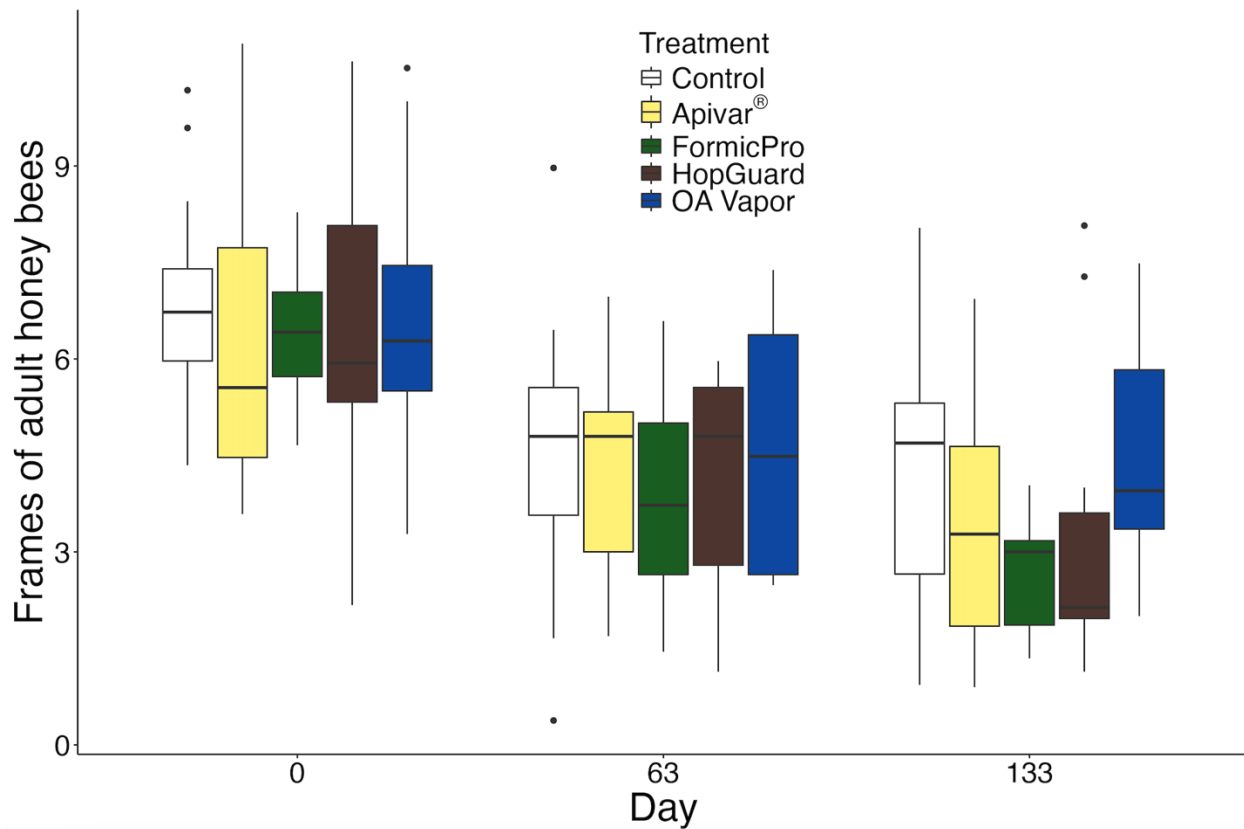 Frames of adult honey bees
9
6
3
0
Treatment
Control
Apivar®
FormicPro
HopGuard
OA Vapor
0 63 133
Day